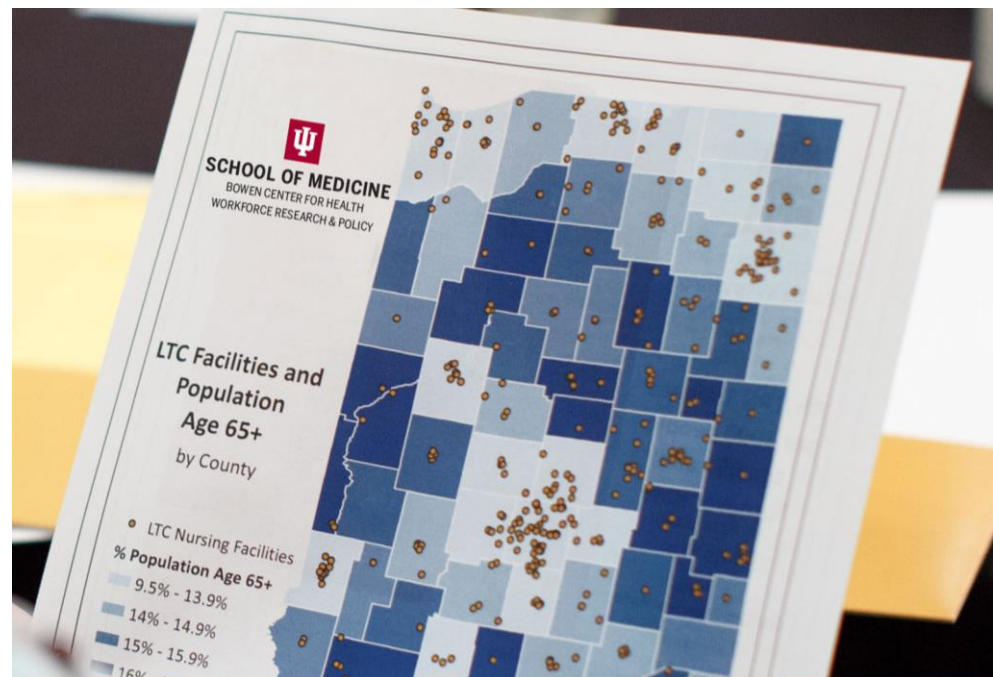 SCHOOL OF MEDICINE
BOWEN CENTER FOR HEALTH
WORKFORCE RESEARCH & POLICY
LTC Facilities and
Population
Age 65+
by County
LTC Nursing Facilities
% Population Age 65+
9.5% - 13.9%
14% - 14.9%
15% - 15.9%
16%